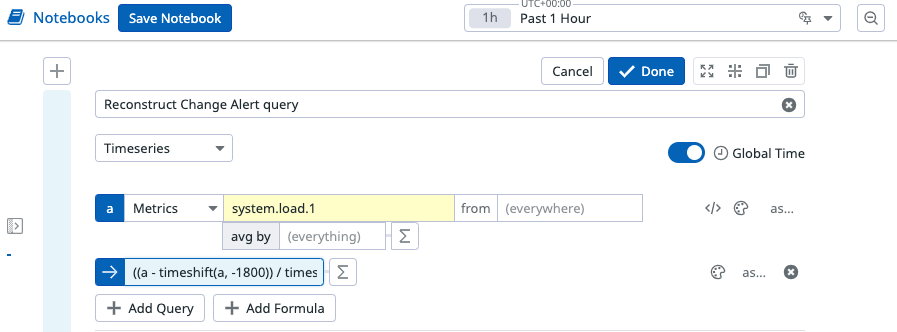 UTC+00:00
Notebooks Save Notebook 1h Past 1 Hour
Cancel Done
Reconstruct Change Alert query
Timeseries Global Time
a Metrics system.load.1 from (everywhere) </> as...
avg by (everything) Σ
((a - timeshift(a, -1800)) / times Σ as...
Add Query Add Formula